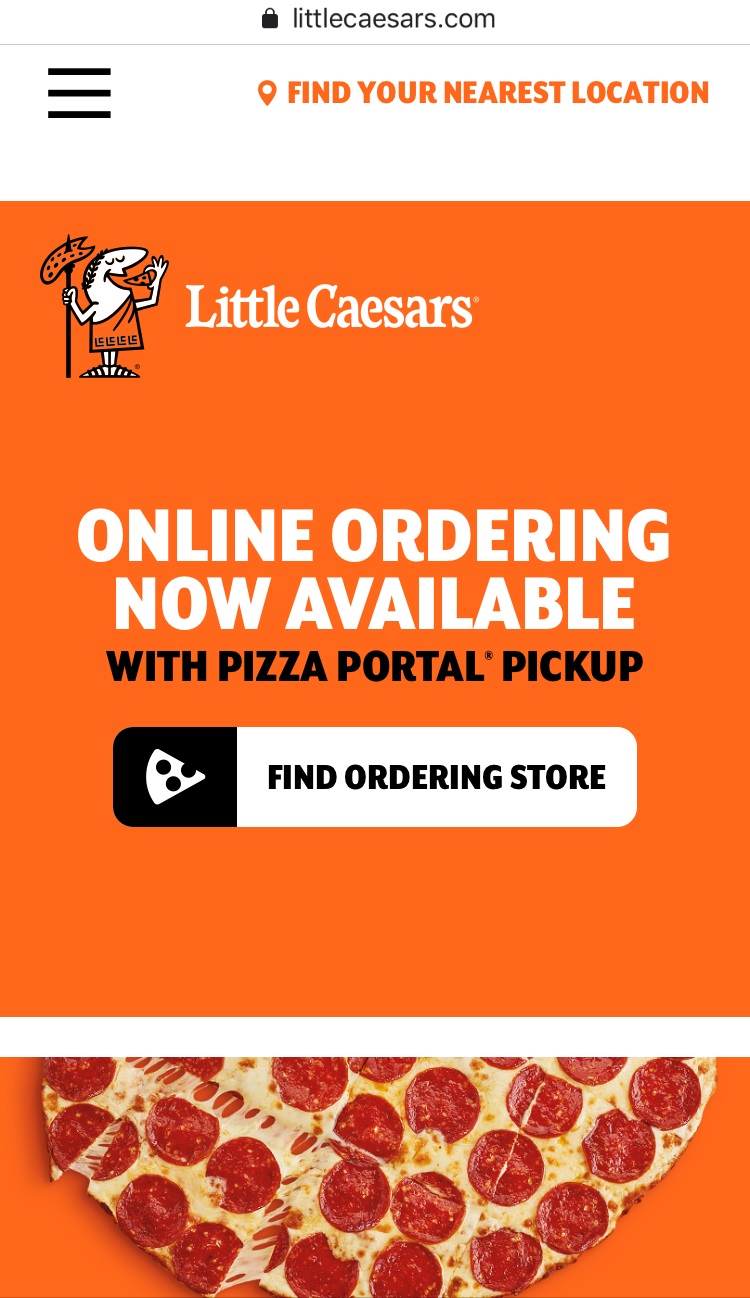 littlecaesars.com
FIND YOUR NEAREST LOCATION
LELELELE
Little Caesars®
ONLINE ORDERING
NOW AVAILABLE
WITH PIZZA PORTAL® PICKUP
FIND ORDERING STORE